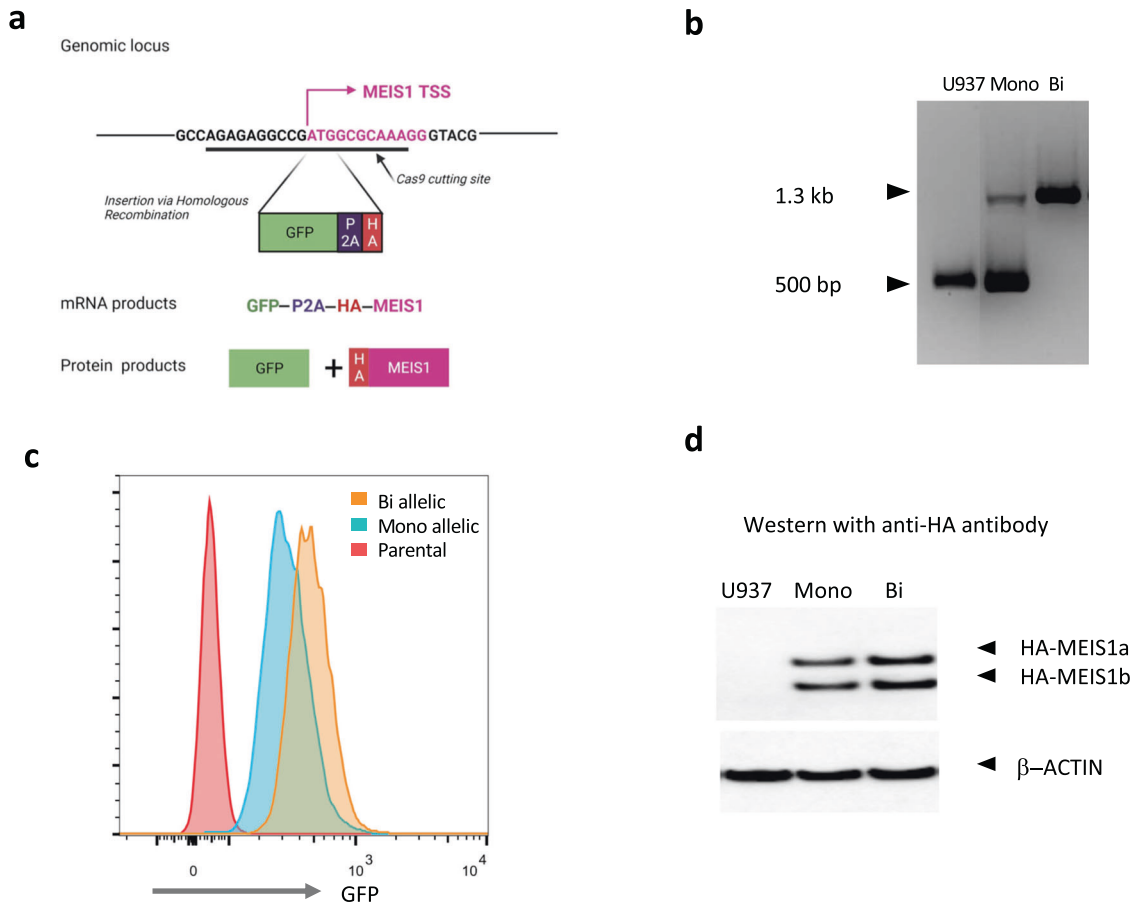 a
Genomic locus
MEIS1 TSS
GCCAGAGAGGCCGATGGCGCAAAGGGTACG
Cas9 cutting site
Insertion via Homologous
Recombination
GFP
P
2A
H
A
mRNA products
GFP–P2A–HA–MEIS1
Protein products
GFP
+
H
A
MEIS1
b
U937 Mono Bi
1.3 kb
500 bp
c
Bi allelic
Mono allelic
Parental
0
10 3
10 4
GFP
d
Western with anti-HA antibody
U937 Mono Bi
HA-MEIS1a
HA-MEIS1b
β–ACTIN